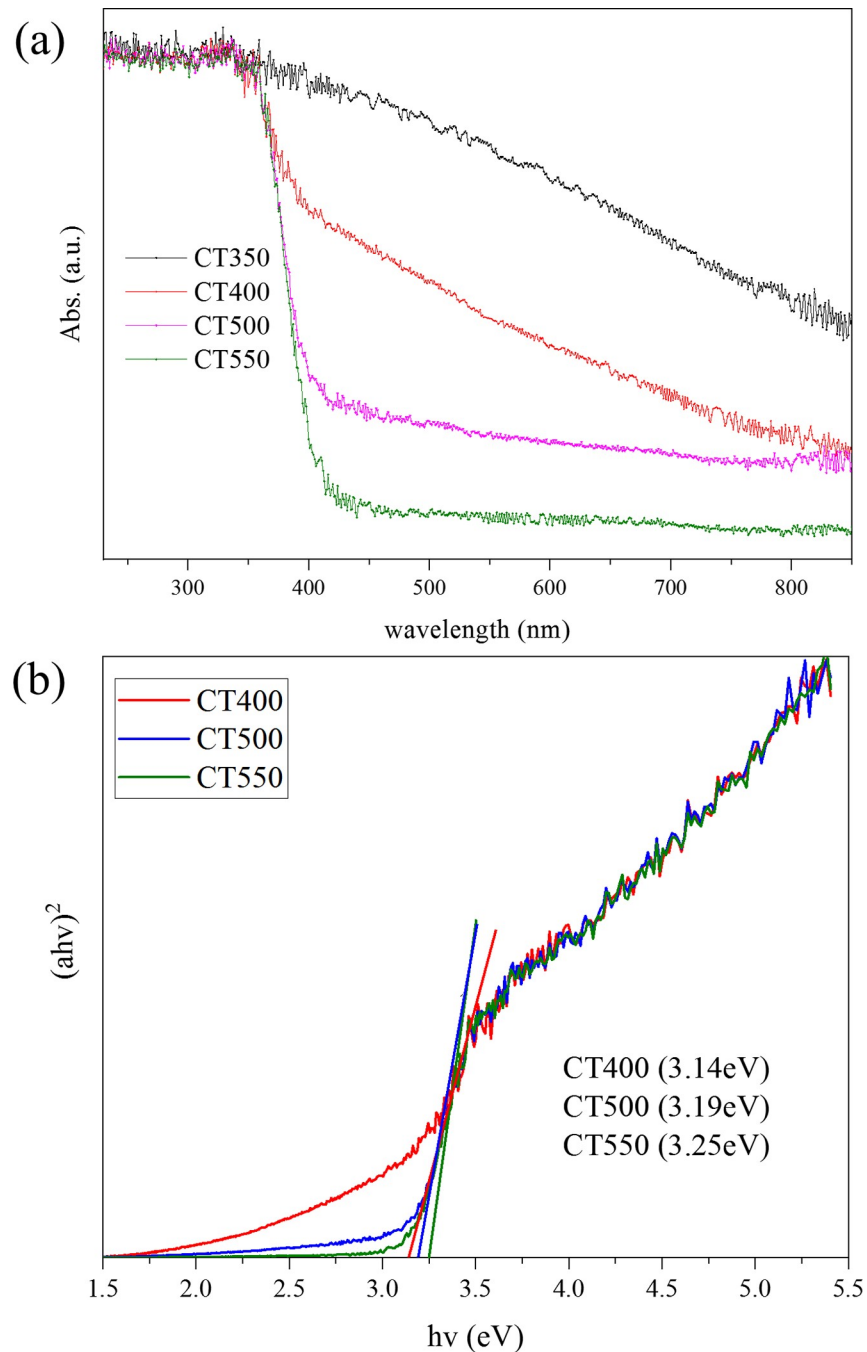 (a)
Abs. (a.u.)
CT350
CT400
CT500
CT550
300 400 500 600 700 800
wavelength (nm)
(b)
CT400
CT500
CT550
(ahv)²
CT400 (3.14eV)
CT500 (3.19eV)
CT550 (3.25eV)
1.5 2.0 2.5 3.0 3.5 4.0 4.5 5.0 5.5
hv (eV)